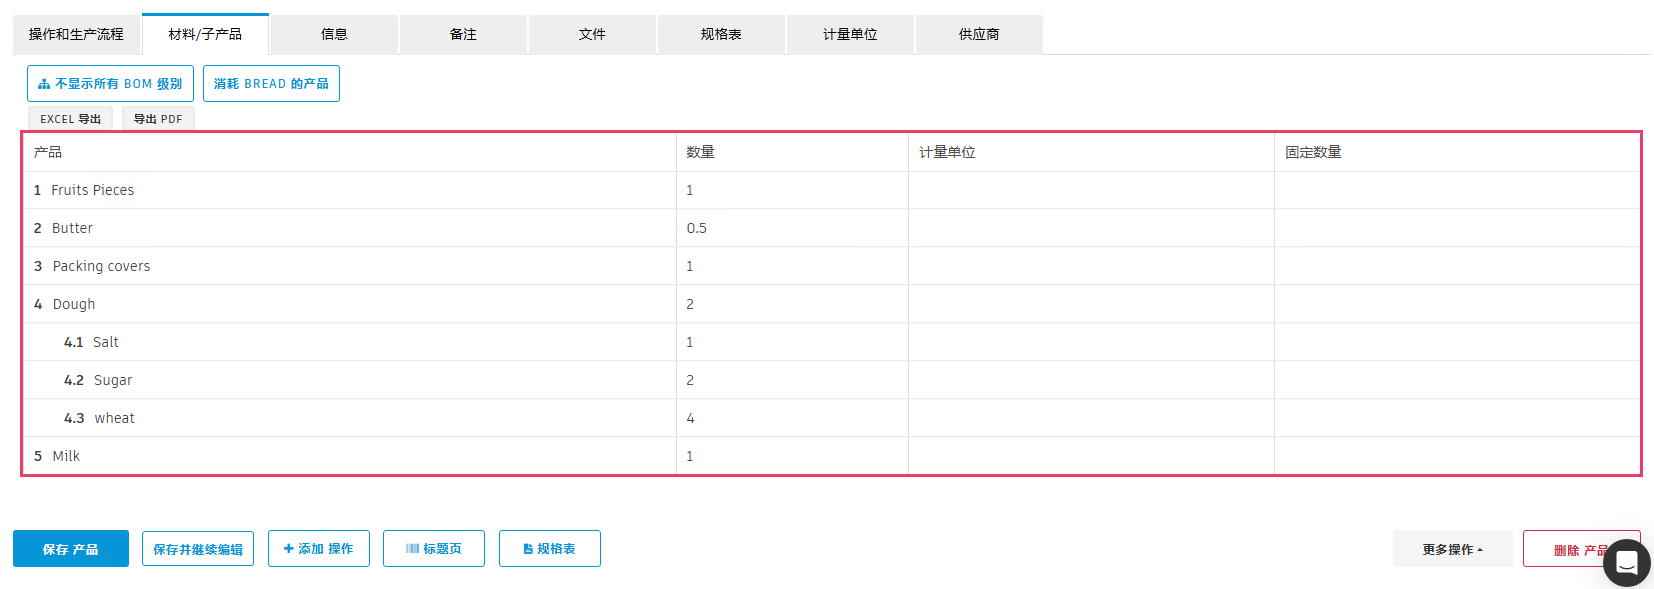 操作和生产流程 材料/子产品 信息 备注 文件 规格表 计量单位 供应商
不显示所有 BOM 级别 消耗 BREAD 的产品
EXCEL 导出 导出 PDF
产品 数量 计量单位 固定数量
1 Fruits Pieces 1
2 Butter 0.5
3 Packing covers 1
4 Dough 2
4.1 Salt 1
4.2 Sugar 2
4.3 wheat 4
5 Milk 1
保存 产品 保存并继续编辑 添加 操作 标题页 规格表 更多操作 删除 产品